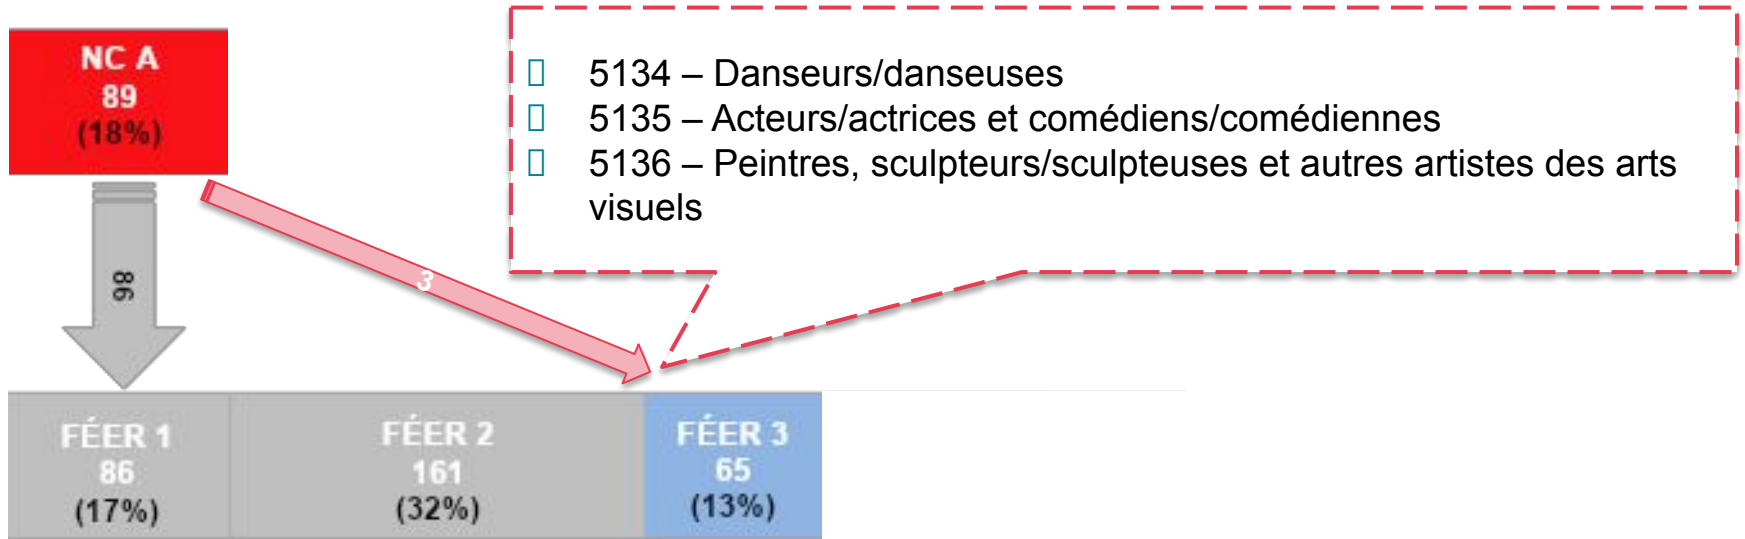 NC A
89
(18%)
5134 – Danseurs/danseuses
5135 – Acteurs/actrices et comédiens/comédiennes
5136 – Peintres, sculpteurs/sculpteuses et autres artistes des arts
visuels
86
3
FÉER 1
86
(17%)
FÉER 2
161
(32%)
FÉER 3
65
(13%)